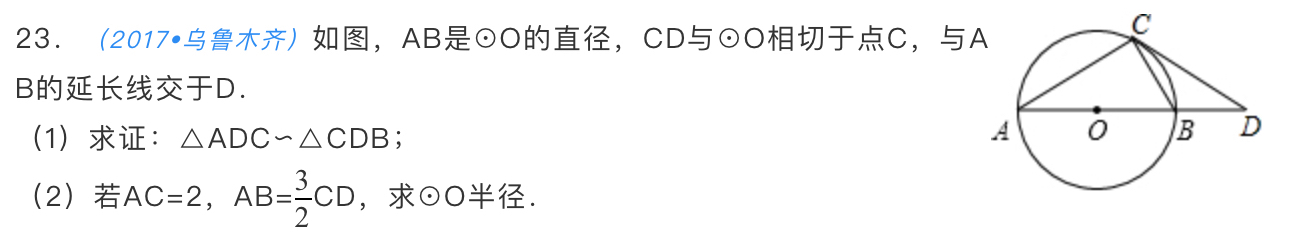 23. （2017•乌鲁木齐）如图，AB是⊙O的直径，CD与⊙O相切于点C，与A
B的延长线交于D.
（1）求证：△ADC∽△CDB；
（2）若AC=2，AB=3/2CD，求⊙O半径.
C
A
O
B
D